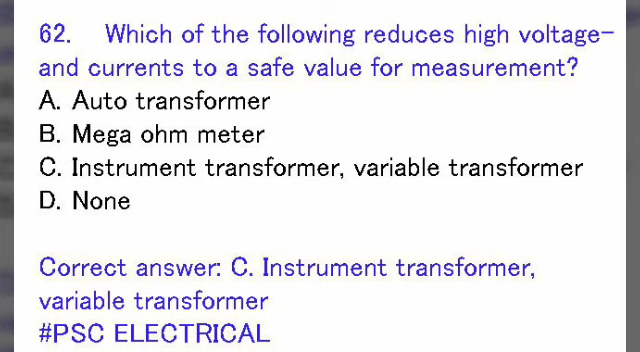 62. Which of the following reduces high voltage-
and currents to a safe value for measurement?
A. Auto transformer
B. Mega ohm meter
C. Instrument transformer, variable transformer
D. None
Correct answer: C. Instrument transformer,
variable transformer
#PSC ELECTRICAL